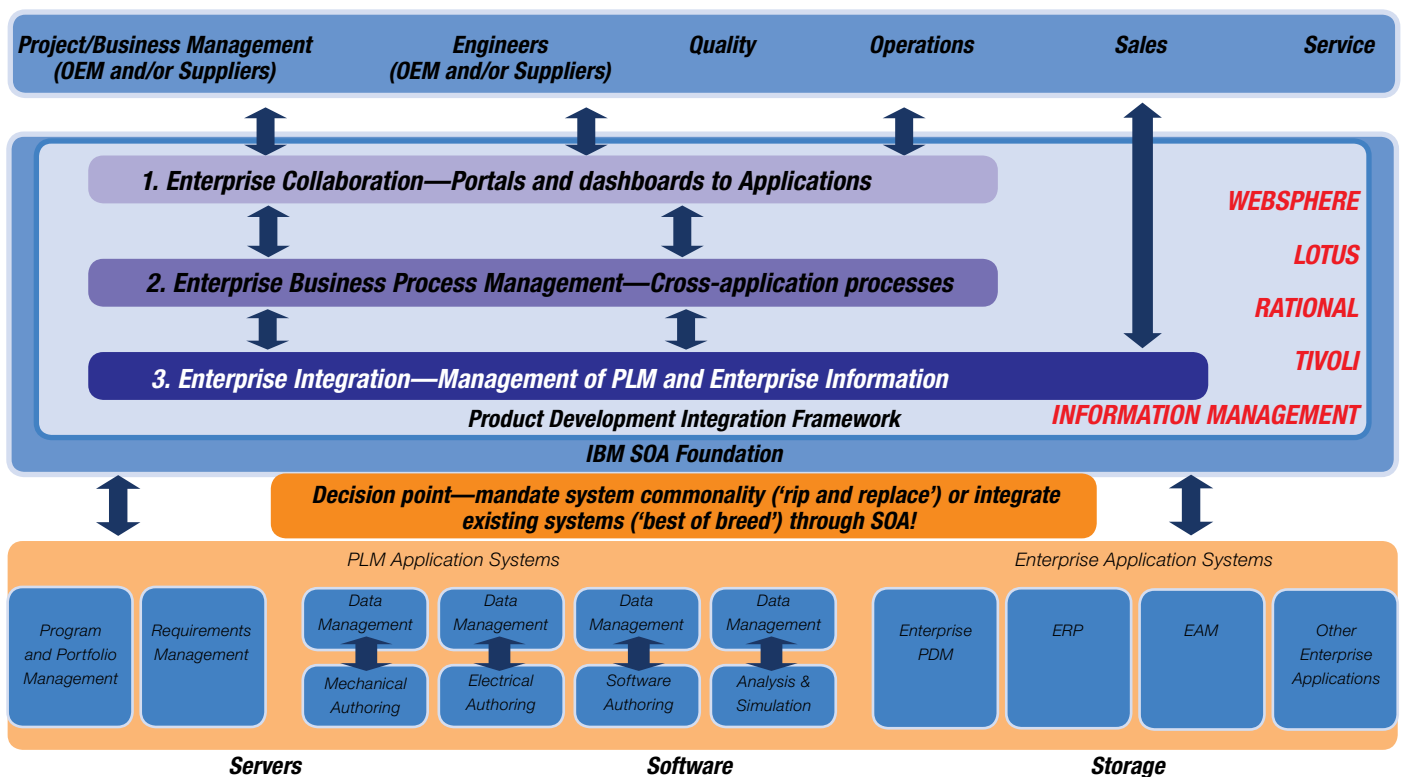 Project/Business Management
(OEM and/or Suppliers)
Engineers
(OEM and/or Suppliers)
Quality
Operations
Sales
Service
1. Enterprise Collaboration—Portals and dashboards to Applications
WEBSPHERE
LOTUS
2. Enterprise Business Process Management—Cross-application processes
RATIONAL
TIVOLI
3. Enterprise Integration—Management of PLM and Enterprise Information
INFORMATION MANAGEMENT
Product Development Integration Framework
IBM SOA Foundation
Decision point—mandate system commonality (‘rip and replace’) or integrate
existing systems (‘best of breed’) through SOA!
PLM Application Systems
Enterprise Application Systems
Program
and Portfolio
Management
Requirements
Management
Data
Management
Mechanical
Authoring
Data
Management
Electrical
Authoring
Data
Management
Software
Authoring
Data
Management
Analysis &
Simulation
Enterprise
PDM
ERP
EAM
Other
Enterprise
Applications
Servers
Software
Storage